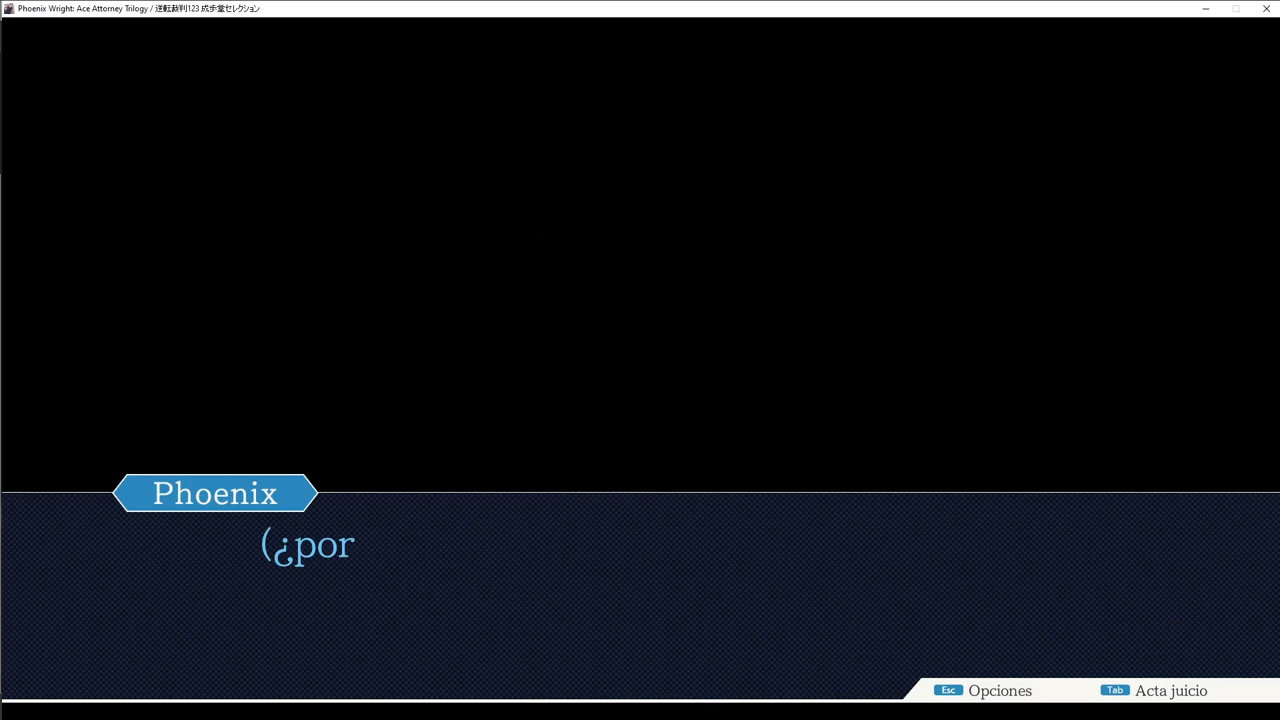 Phoenix Wright: Ace Attorney Trilogy / 逆転裁判123 成歩堂セレクション
Phoenix
(¿por
Esc Opciones Tab Acta juicio